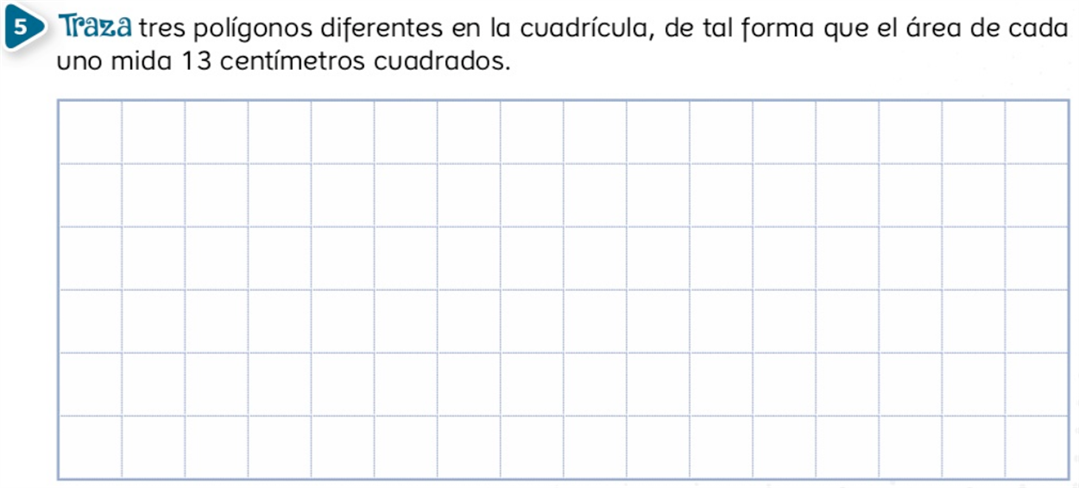 5 Traza tres polígonos diferentes en la cuadrícula, de tal forma que el área de cada
uno mida 13 centímetros cuadrados.